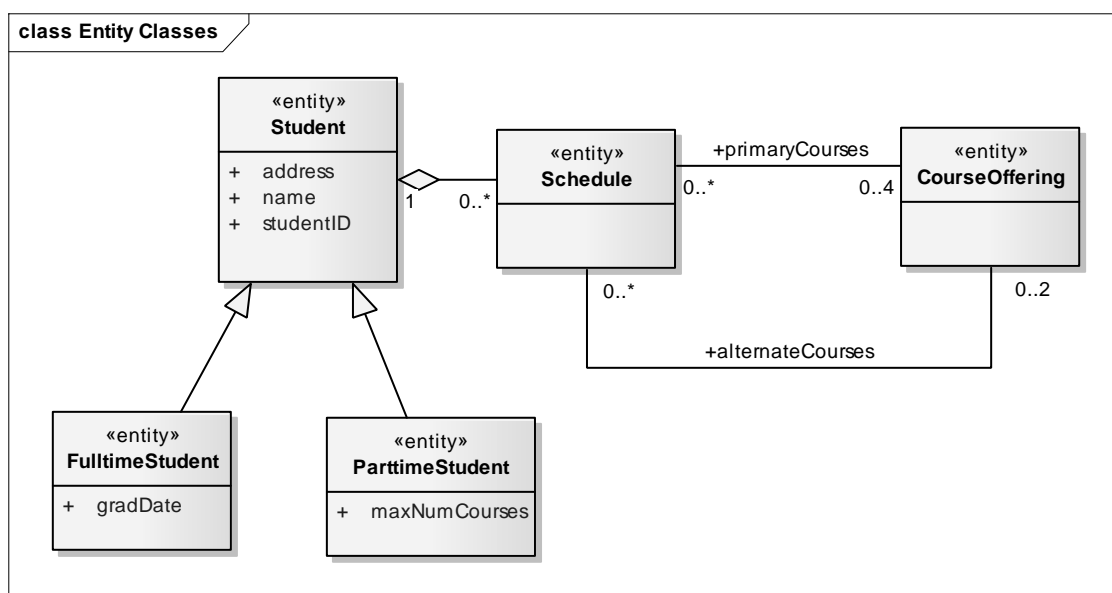 class Entity Classes
«entity»
Student
+ address
+ name
+ studentID
1
0..*
«entity»
Schedule
+primaryCourses
0..*
0..4
«entity»
CourseOffering
0..*
0..2
+alternateCourses
«entity»
FulltimeStudent
+ gradDate
«entity»
ParttimeStudent
+ maxNumCourses